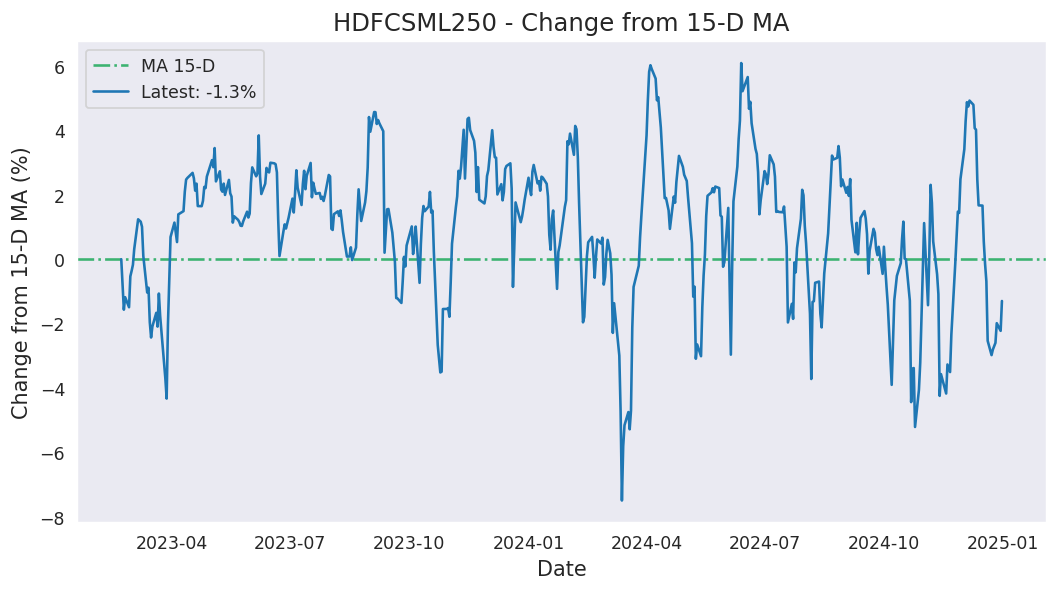 HDFCSML250 - Change from 15-D MA
MA 15-D
Latest: -1.3%
Change from 15-D MA (%)
6
4
2
0
−2
−4
−6
−8
2023-04 2023-07 2023-10 2024-01 2024-04 2024-07 2024-10 2025-01
Date